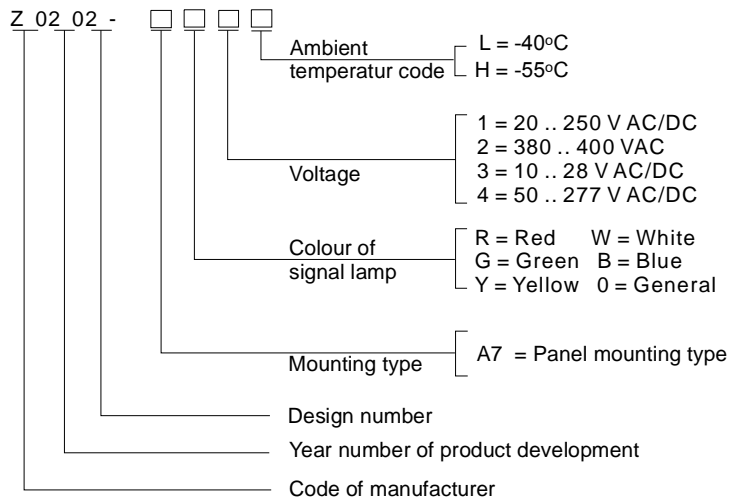 Z 02 02 -
Ambient
temperatur code
L = -40°C
H = -55°C
Voltage
1 = 20 .. 250 V AC/DC
2 = 380 .. 400 VAC
3 = 10 .. 28 V AC/DC
4 = 50 .. 277 V AC/DC
Colour of
signal lamp
R = Red W = White
G = Green B = Blue
Y = Yellow 0 = General
Mounting type
A7 = Panel mounting type
Design number
Year number of product development
Code of manufacturer